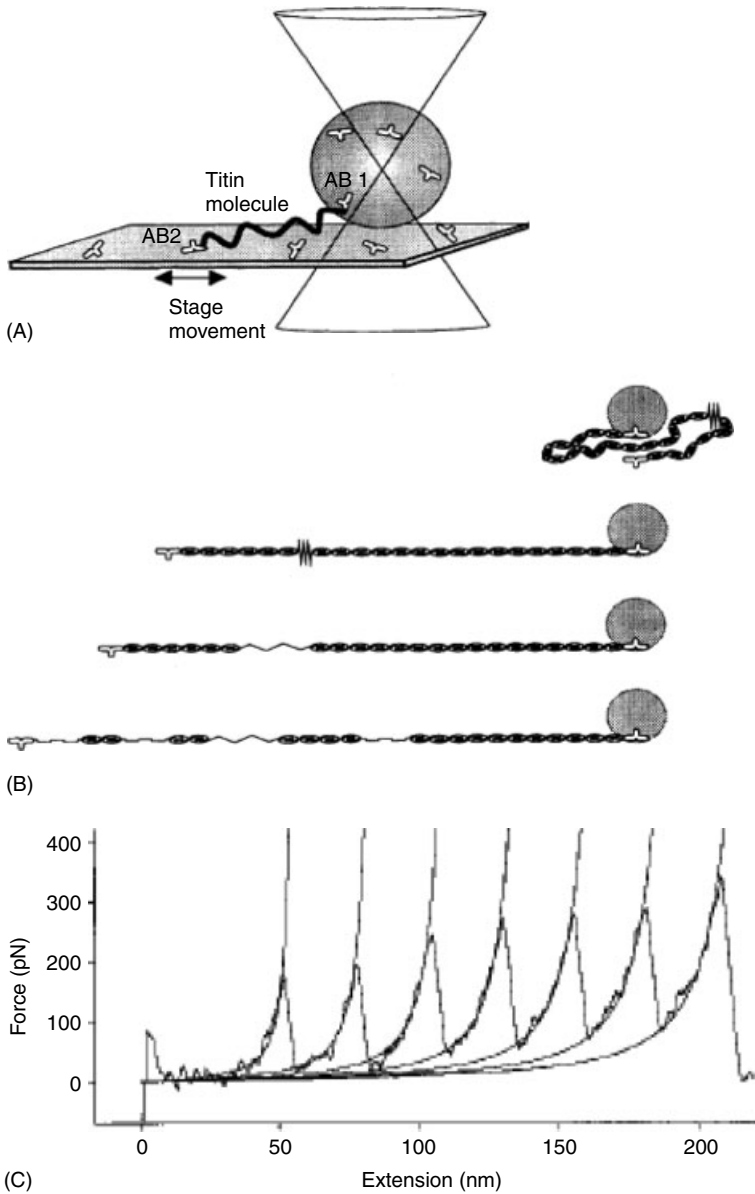 Titin
molecule
AB 1
AB2
Stage
movement
(A)
(B)
400
300
200
100
0
Force (pN)
0 50 100 150 200
Extension (nm)
(C)